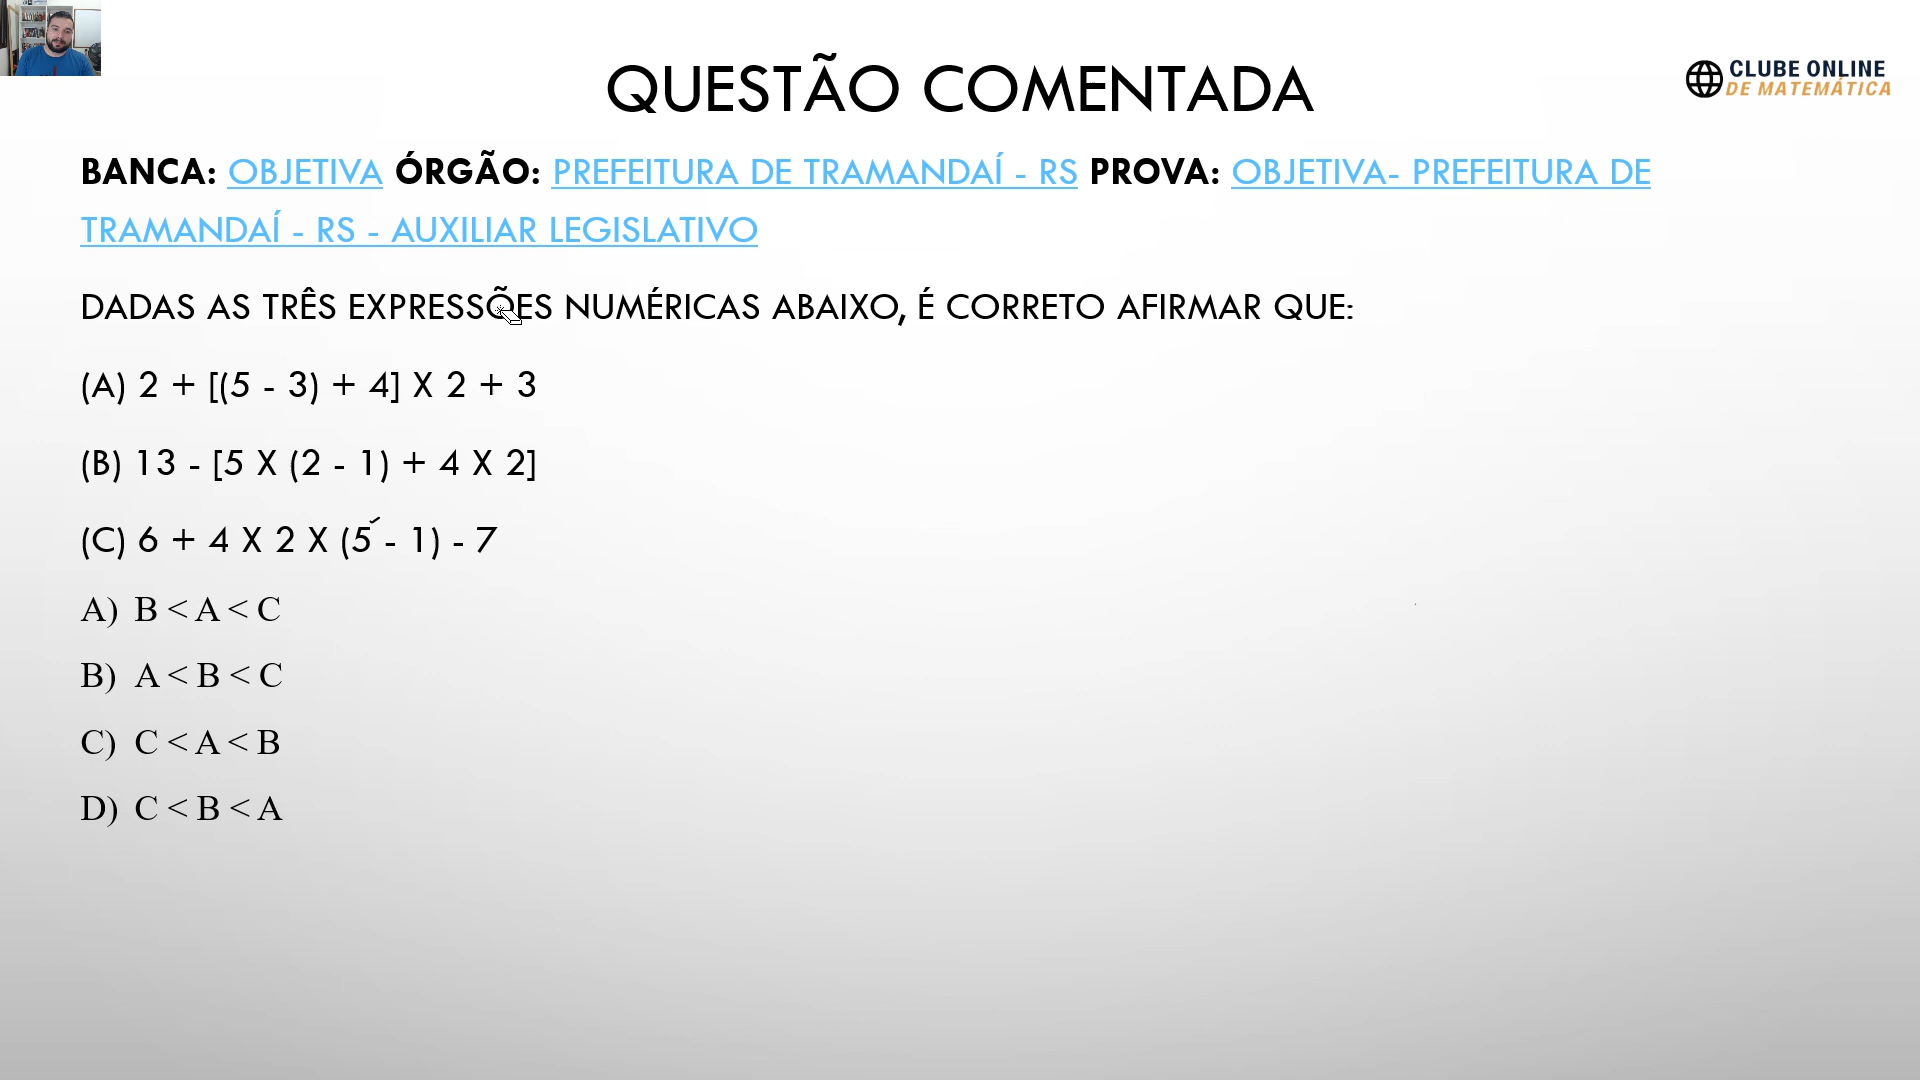 QUESTÃO COMENTADA
CLUBE ONLINE
DE MATEMÁTICA
BANCA: OBJETIVA ÓRGÃO: PREFEITURA DE TRAMANDAÍ - RS PROVA: OBJETIVA- PREFEITURA DE
TRAMANDAÍ - RS - AUXILIAR LEGISLATIVO
DADAS AS TRÊS EXPRESSÕES NUMÉRICAS ABAIXO, É CORRETO AFIRMAR QUE:
(A) 2 + [(5 - 3) + 4] X 2 + 3
(B) 13 - [5 X (2 - 1) + 4 X 2]
(C) 6 + 4 X 2 X (5 - 1) - 7
A) B < A < C
B) A < B < C
C) C < A < B
D) C < B < A